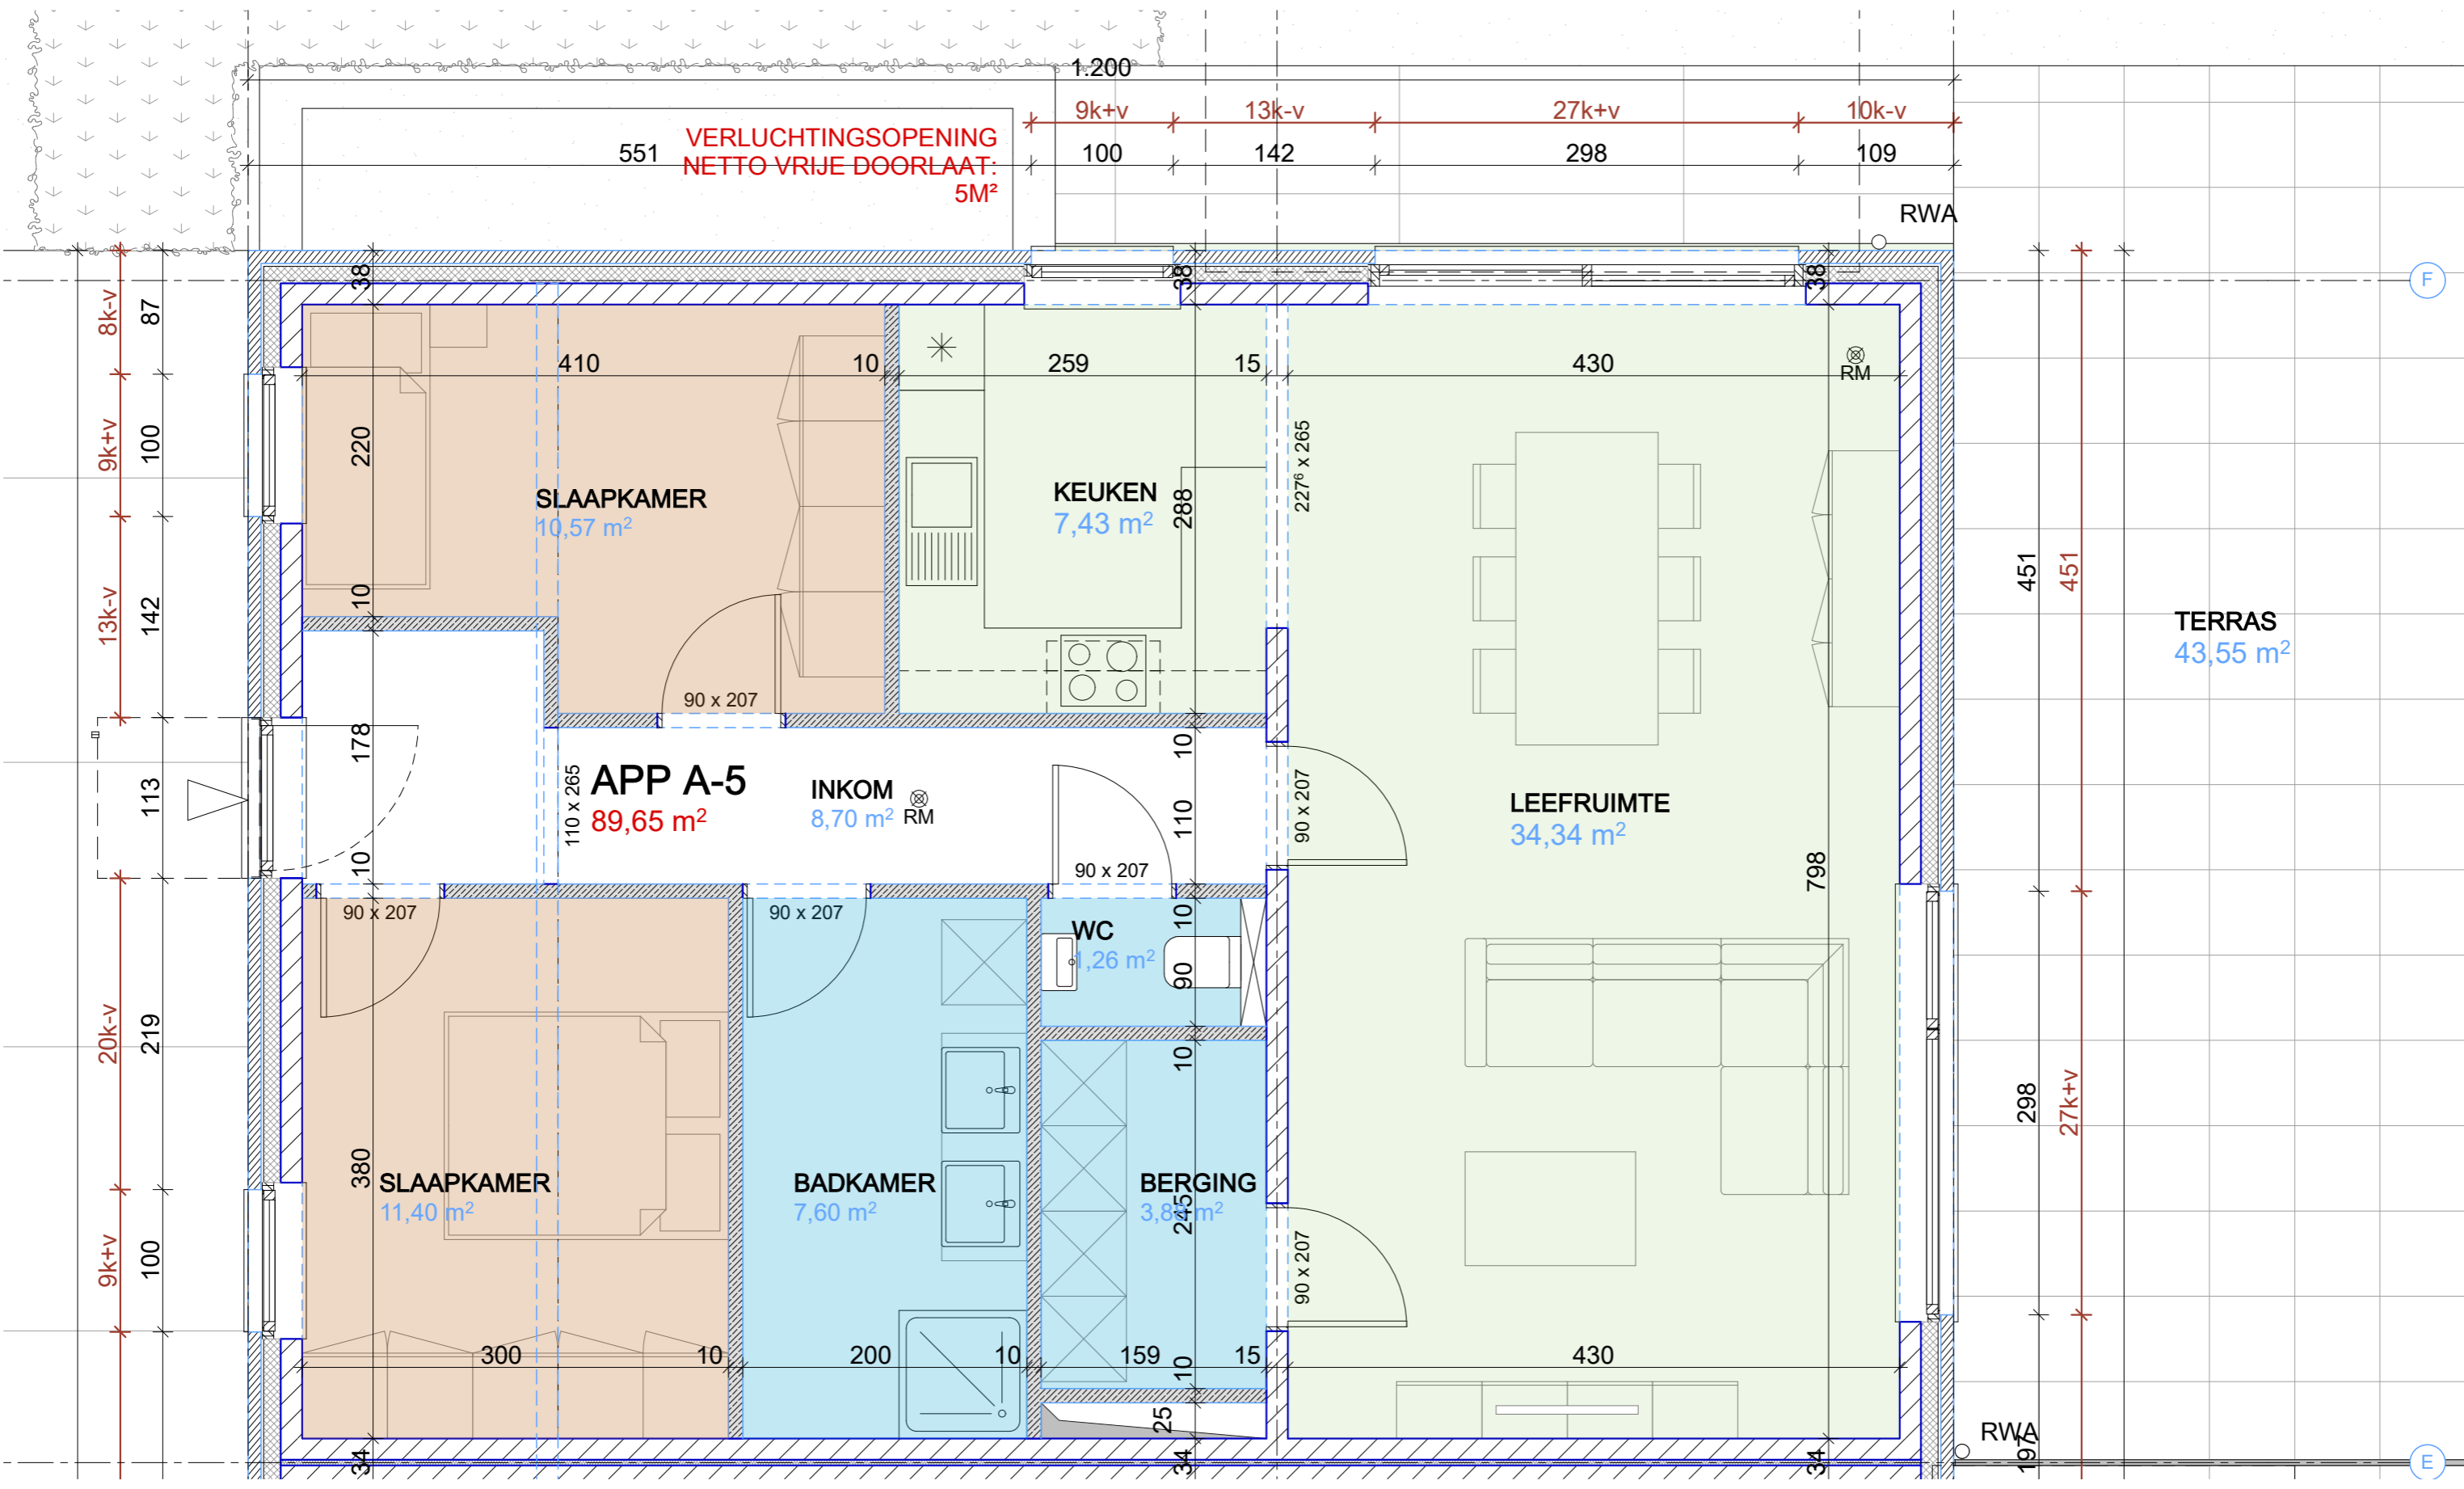 1.200
9k+v
13k-v
27k+v
10k-v
VERLUCHTINGSOPENING
NETTO VRIJE DOORLAAT:
5M²
551
100
142
298
109
RWA
F
38
38
38
8k-v
87
9k+v
100
13k-v
142
113
20k-v
219
9k+v
100
410
10
259
15
430
RM
220
227⁶ x 265
SLAAPKAMER
10,57 m²
KEUKEN
7,43 m²
288
10
451
451
TERRAS
43,55 m²
90 x 207
178
10
110 x 265
APP A-5
89,65 m²
INKOM
8,70 m²
RM
10
110
90 x 207
LEEFRUIMTE
34,34 m²
798
90 x 207
90 x 207
90 x 207
10
WC
1,26 m²
90
10
298
27k+v
380
SLAAPKAMER
11,40 m²
BADKAMER
7,60 m²
BERGING
m²
245
90 x 207
300
10
200
10
159
15
430
10
25
34
34
34
RWA
197
E